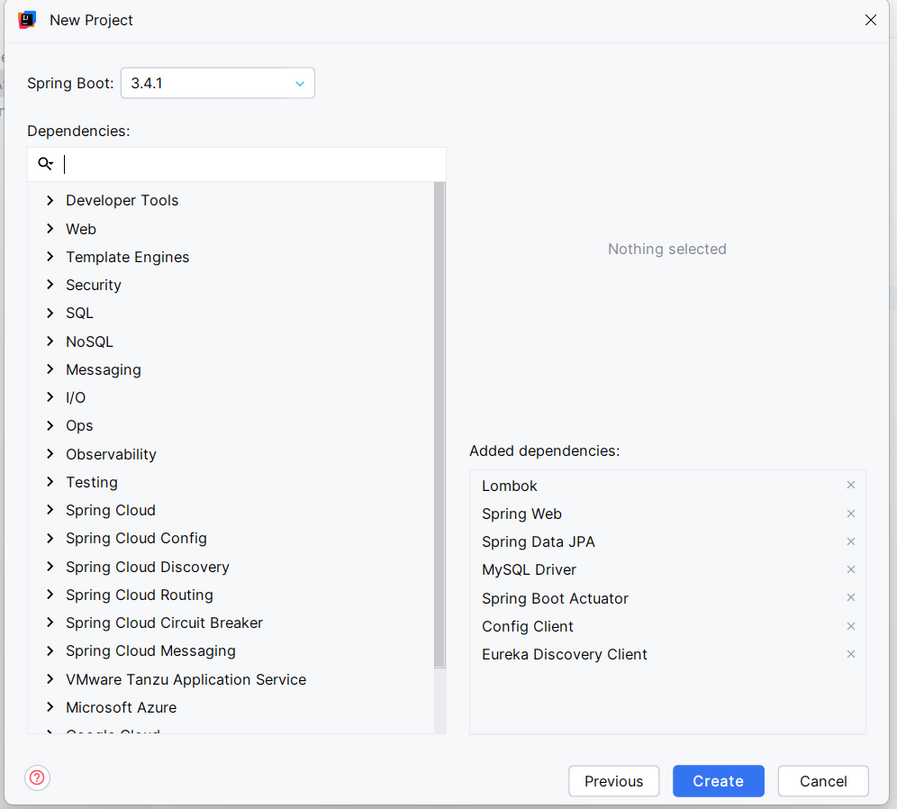 New Project
Spring Boot: 3.4.1
Dependencies:
Developer Tools
Web
Template Engines
Security
SQL
NoSQL
Messaging
I/O
Ops
Observability
Testing
Spring Cloud
Spring Cloud Config
Spring Cloud Discovery
Spring Cloud Routing
Spring Cloud Circuit Breaker
Spring Cloud Messaging
VMware Tanzu Application Service
Microsoft Azure
Google Cloud
Nothing selected
Added dependencies:
Lombok
Spring Web
Spring Data JPA
MySQL Driver
Spring Boot Actuator
Config Client
Eureka Discovery Client
Previous
Create
Cancel